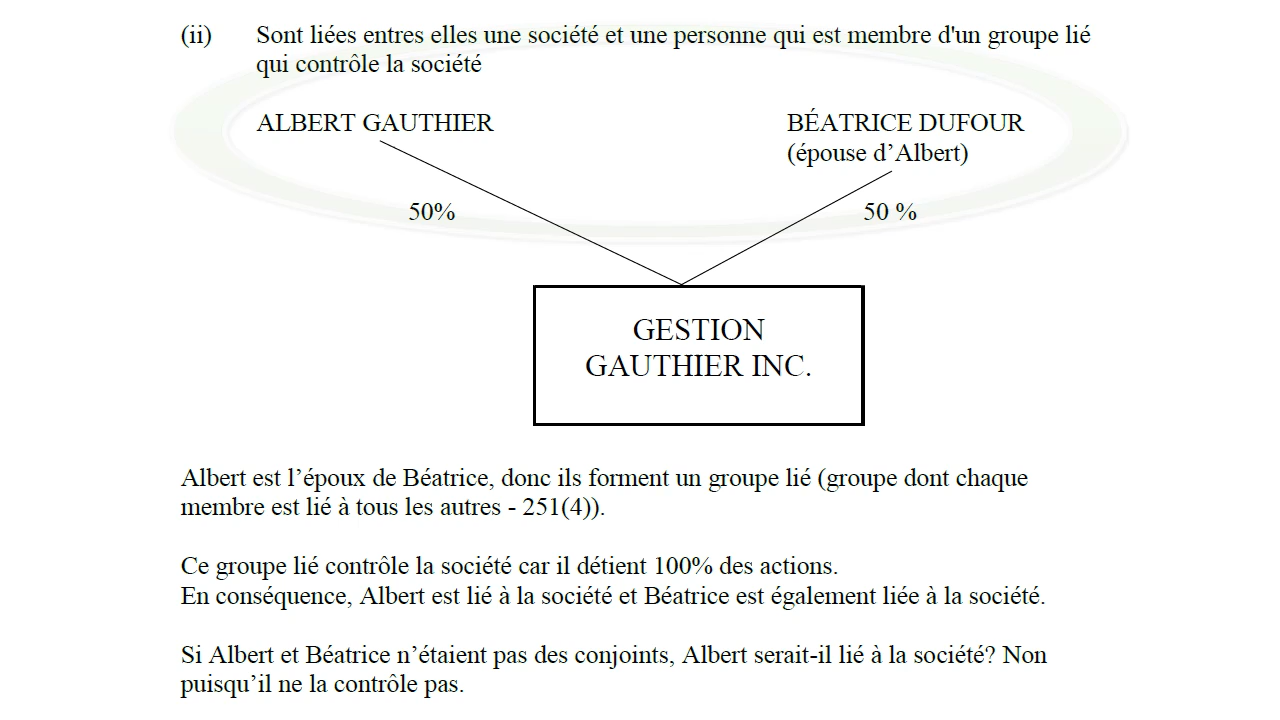 (ii) Sont liées entres elles une société et une personne qui est membre d'un groupe lié
qui contrôle la société
ALBERT GAUTHIER
BÉATRICE DUFOUR
(épouse d’Albert)
50%
50 %
GESTION
GAUTHIER INC.
Albert est l’époux de Béatrice, donc ils forment un groupe lié (groupe dont chaque
membre est lié à tous les autres - 251(4)).
Ce groupe lié contrôle la société car il détient 100% des actions.
En conséquence, Albert est lié à la société et Béatrice est également liée à la société.
Si Albert et Béatrice n’étaient pas des conjoints, Albert serait-il lié à la société? Non
puisqu’il ne la contrôle pas.